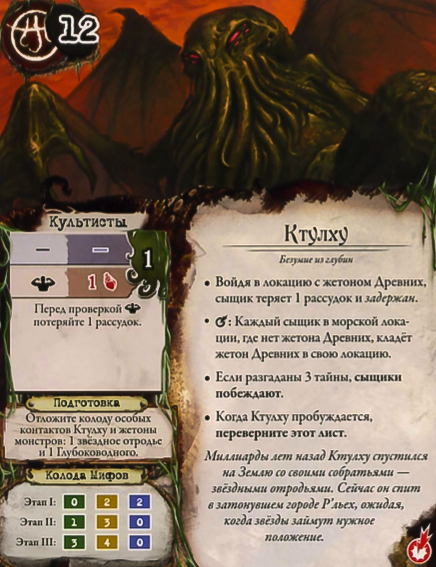 12
Культисты
— —
1
1
Перед проверкой
потеряйте 1 рассудок.
Подготовка
Отложите колоду особых
контактов Ктулху и жетоны
монстров: 1 звёздное отродье
и 1 Глубоководного.
Колода Мифов
Этап I: 0 2 2
Этап II: 1 3 0
Этап III: 3 4 0
Ктулху
Безумие из глубин
• Войдя в локацию с жетоном Древних,
сыщик теряет 1 рассудок и задержан.
• : Каждый сыщик в морской лока-
ции, где нет жетона Древних, кладёт
жетон Древних в свою локацию.
• Если разгаданы 3 тайны, сыщики
побеждают.
• Когда Ктулху пробуждается,
переверните этот лист.
Миллиарды лет назад Ктулху спустился
на Землю со своими собратьями —
звёздными отродьями. Сейчас он спит
в затонувшем городе Р'льех, ожидая,
когда звёзды займут нужное
положение.